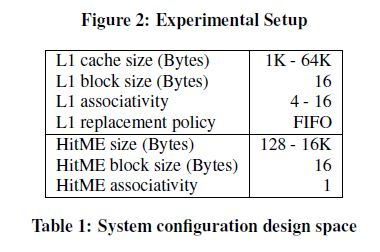 Figure 2: Experimental Setup
L1 cache size (Bytes) 1K - 64K
L1 block size (Bytes) 16
L1 associativity 4 - 16
L1 replacement policy FIFO
HitME size (Bytes) 128 - 16K
HitME block size (Bytes) 16
HitME associativity 1
Table 1: System configuration design space